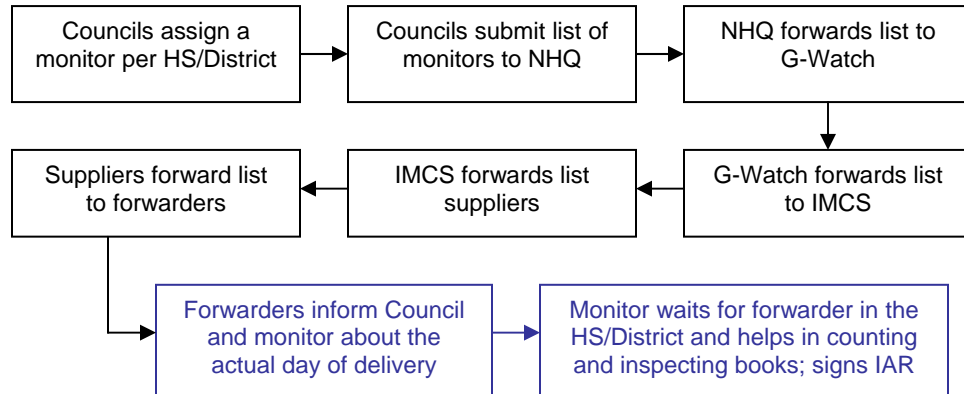 Councils assign a
monitor per HS/District
Councils submit list of
monitors to NHQ
NHQ forwards list to
G-Watch
G-Watch forwards list
to IMCS
IMCS forwards list
suppliers
Suppliers forward list
to forwarders
Forwarders inform Council
and monitor about the
actual day of delivery
Monitor waits for forwarder in the
HS/District and helps in counting
and inspecting books; signs IAR